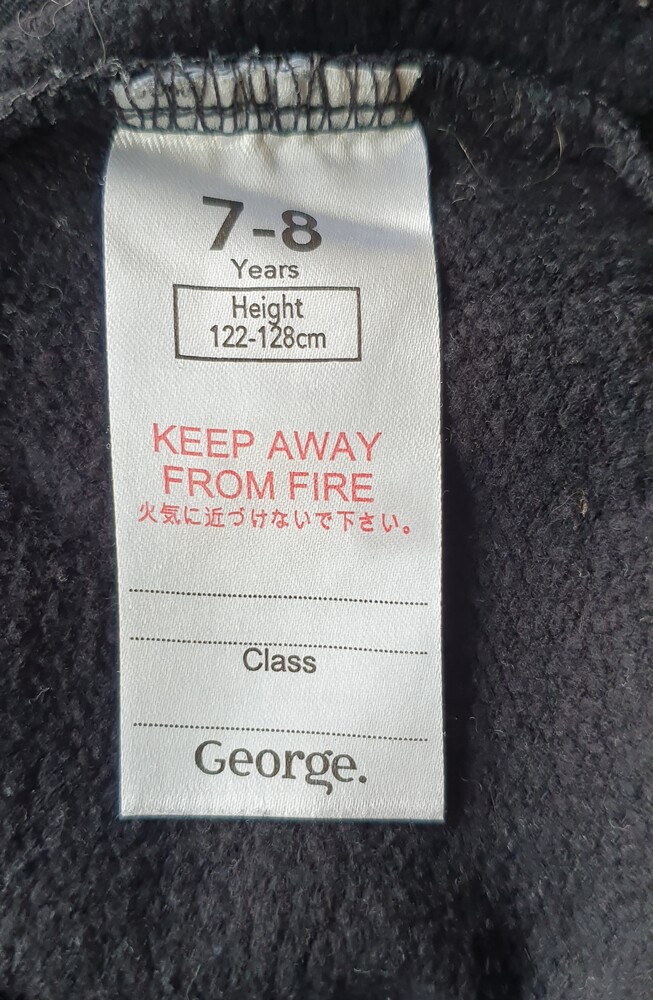 7-8
Years
Height
122-128cm
KEEP AWAY
FROM FIRE
火気に近づけないで下さい。
Class
George.